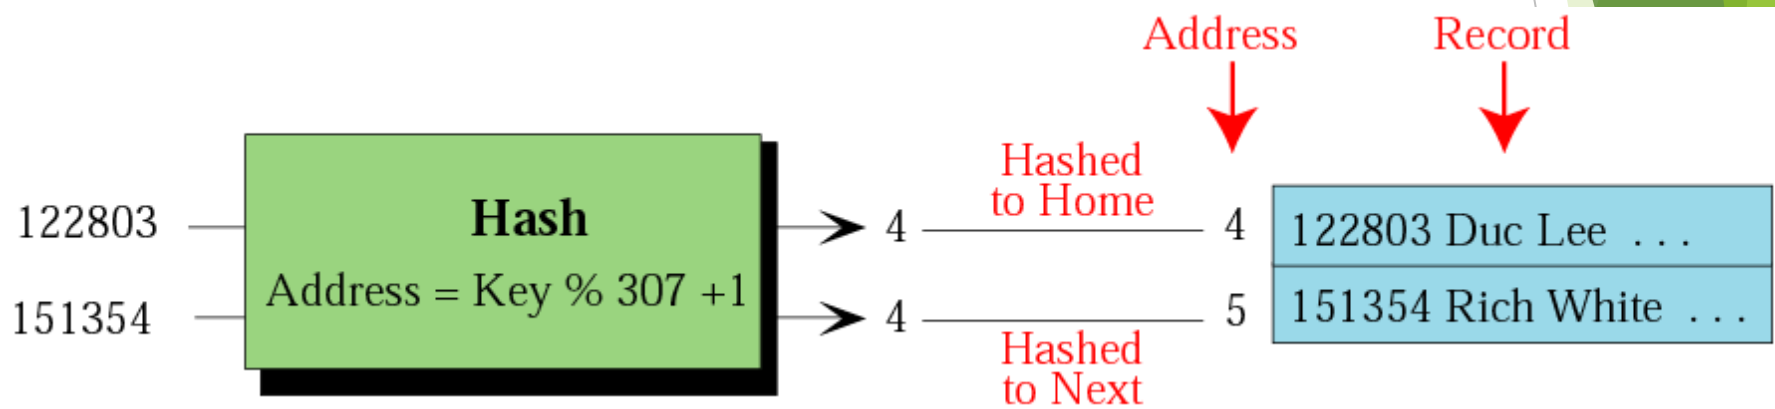 Address
Record
Hashed
to Home
122803
Hash
4
4
122803 Duc Lee . . .
Address = Key % 307 +1
151354
4
5
151354 Rich White . . .
Hashed
to Next